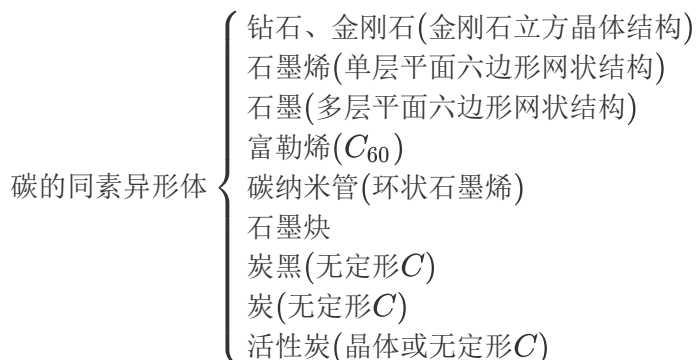 碳的同素异形体
钻石、金刚石(金刚石立方晶体结构)
石墨烯(单层平面六边形网状结构)
石墨(多层平面六边形网状结构)
富勒烯(C₆₀)
碳纳米管(环状石墨烯)
石墨炔
炭黑(无定形C)
炭(无定形C)
活性炭(晶体或无定形C)